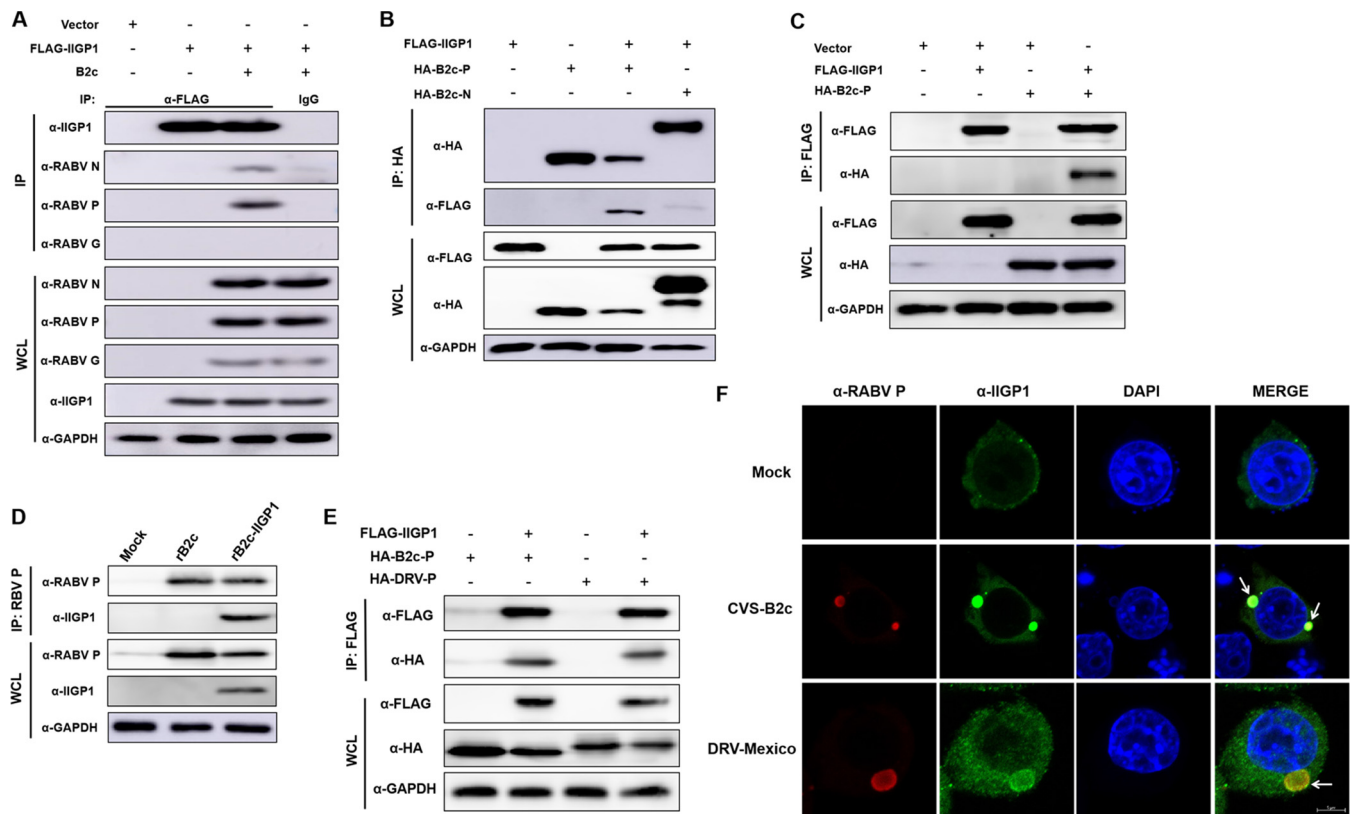 A
Vector + - - -
FLAG-IIGP1 - + + +
B2c - - + +
IP: α-FLAG IgG
IP
α-IIGP1
α-RABV N
α-RABV P
α-RABV G
WCL
α-RABV N
α-RABV P
α-RABV G
α-IIGP1
α-GAPDH
B
FLAG-IIGP1 + - + +
HA-B2c-P - + + -
HA-B2c-N - - - +
IP: HA
α-HA
α-FLAG
WCL
α-FLAG
α-HA
α-GAPDH
C
Vector + + + -
FLAG-IIGP1 - + - +
HA-B2c-P - - + +
IP: FLAG
α-FLAG
α-HA
WCL
α-FLAG
α-HA
α-GAPDH
D
Mock rB2c rB2c-IIGP1
IP: RBV P
α-RABV P
α-IIGP1
WCL
α-RABV P
α-IIGP1
α-GAPDH
E
FLAG-IIGP1 - + - +
HA-B2c-P + + - -
HA-DRV-P - - + +
IP: FLAG
α-FLAG
α-HA
WCL
α-FLAG
α-HA
α-GAPDH
F
α-RABV P α-IIGP1 DAPI MERGE
Mock
CVS-B2c
DRV-Mexico